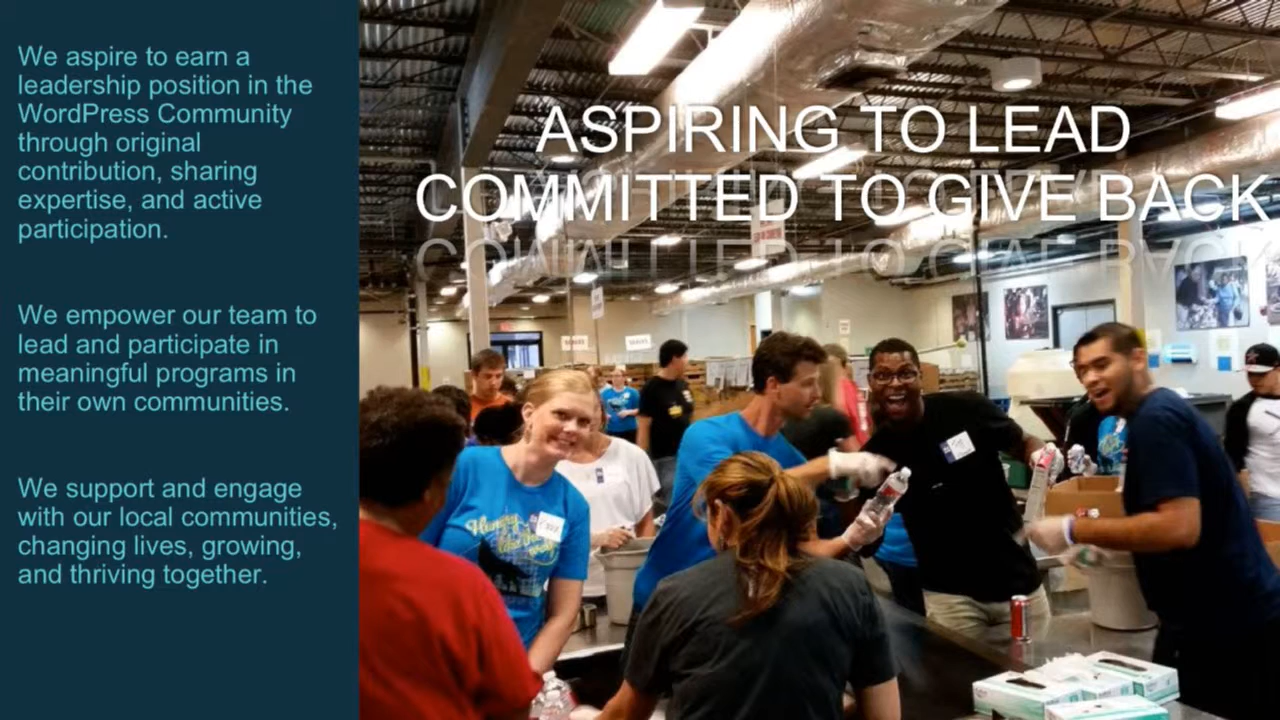 We aspire to earn a
leadership position in the
WordPress Community
through original
contribution, sharing
expertise, and active
participation.
We empower our team to
lead and participate in
meaningful programs in
their own communities.
We support and engage
with our local communities,
changing lives, growing,
and thriving together.
ASPIRING TO LEAD
COMMITTED TO GIVE BACK